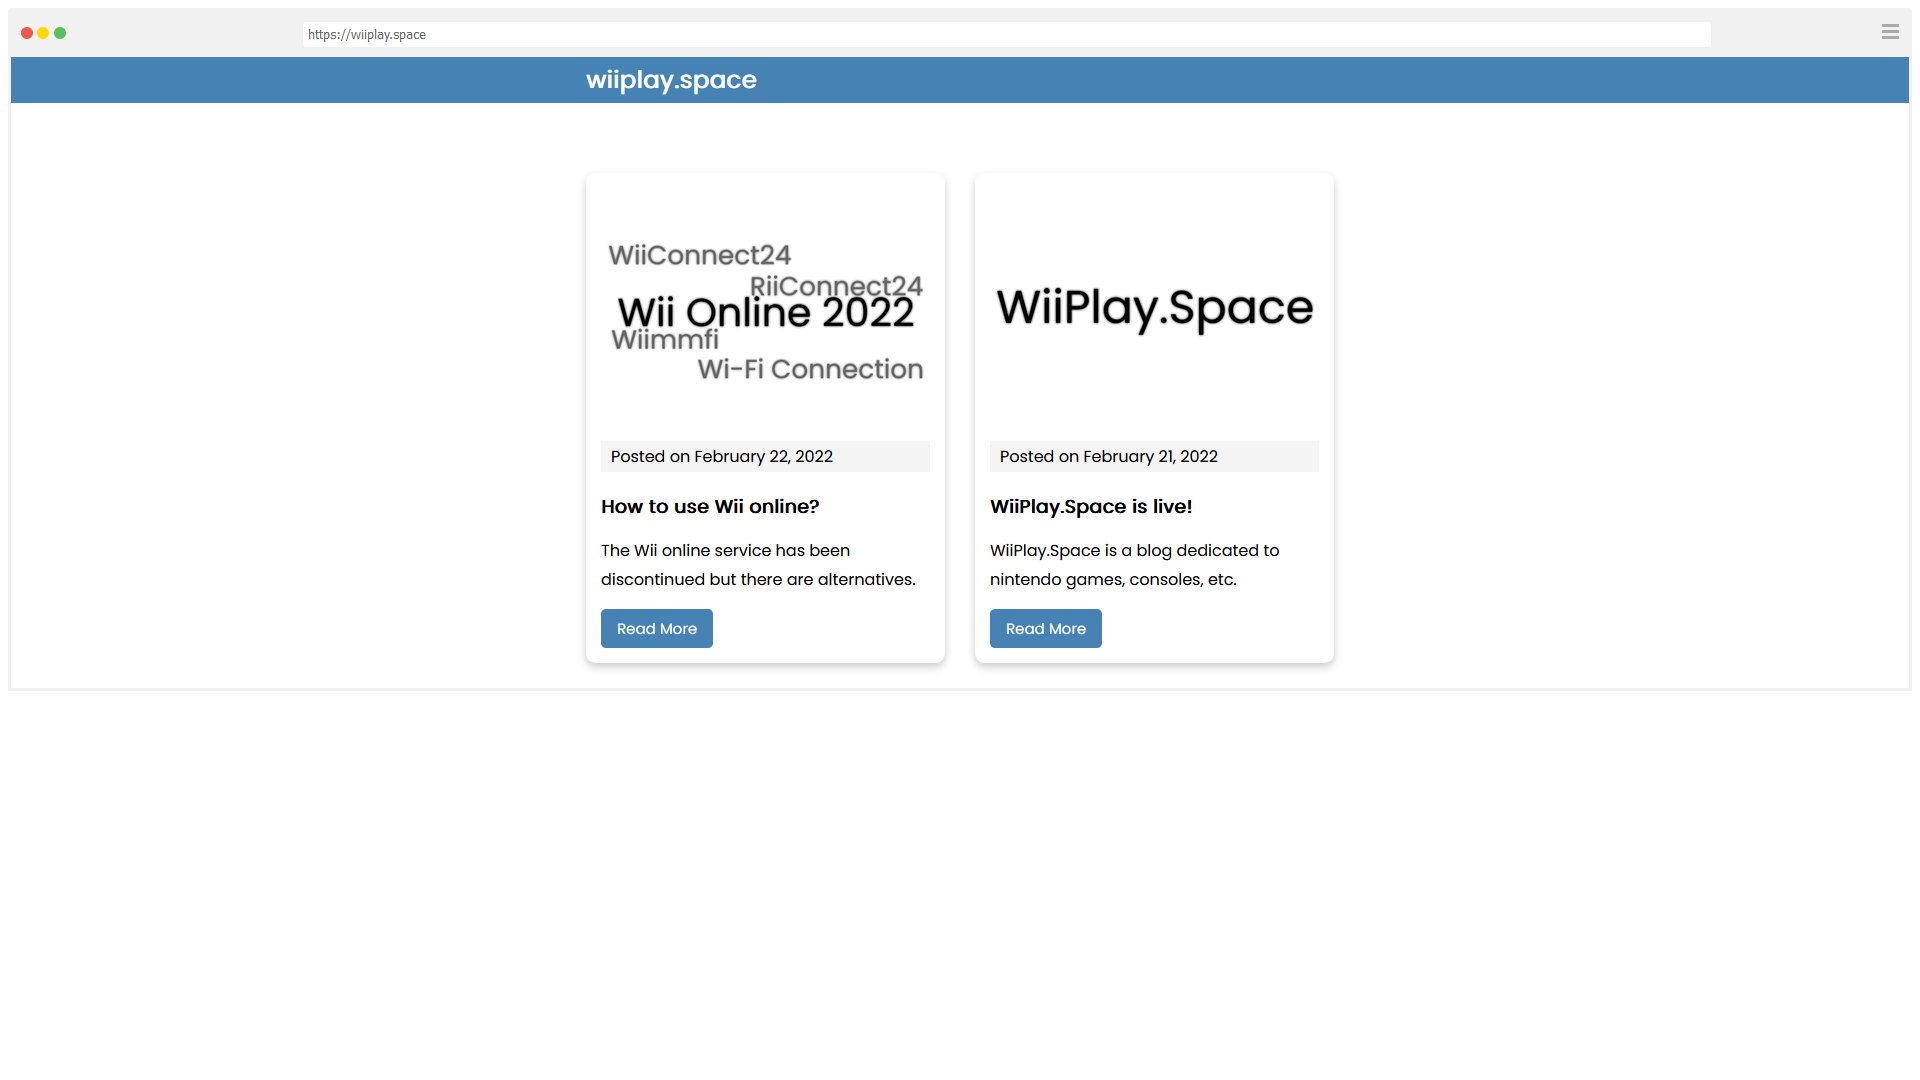 https://wiiplay.space
wiiplay.space
WiiConnect24
RiiConnect24
Wii Online 2022
Wiimmfi
Wi-Fi Connection
Posted on February 22, 2022
How to use Wii online?
The Wii online service has been
discontinued but there are alternatives.
Read More
WiiPlay.Space
Posted on February 21, 2022
WiiPlay.Space is live!
WiiPlay.Space is a blog dedicated to
nintendo games, consoles, etc.
Read More